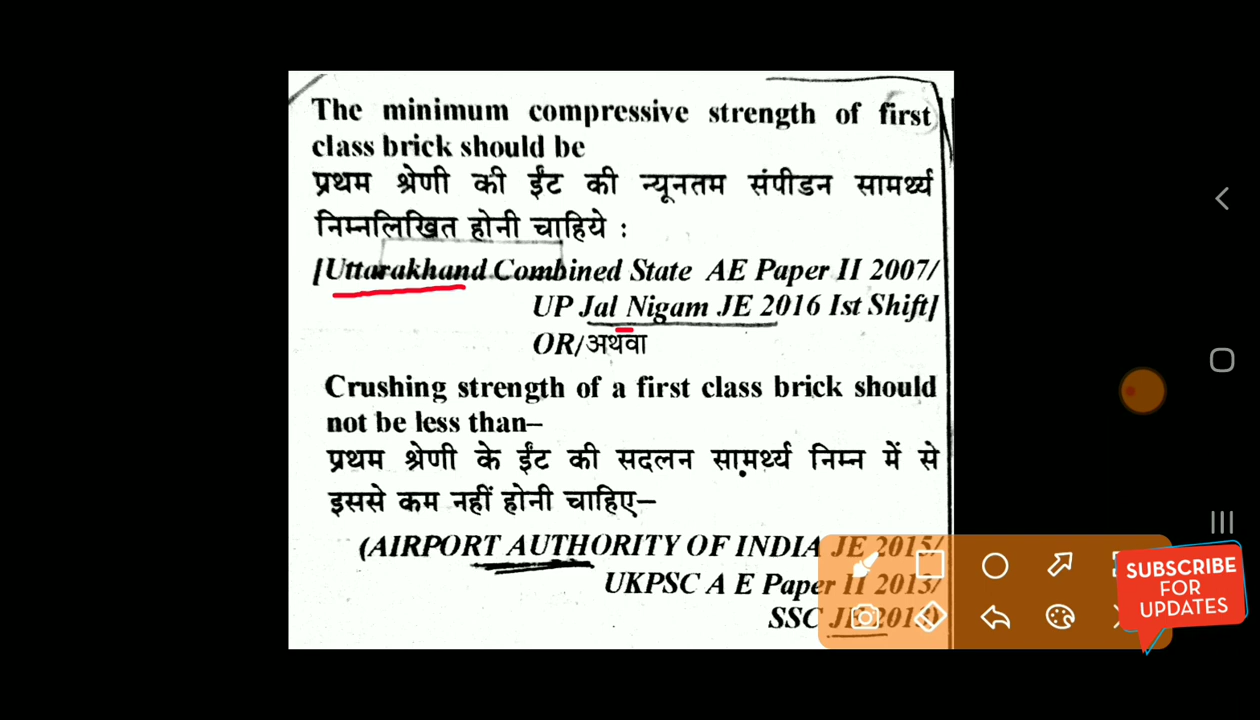 The minimum compressive strength of first
class brick should be
प्रथम श्रेणी की ईंट की न्यूनतम संपीडन सामर्थ्य
निम्नलिखित होनी चाहिये :
[Uttarakhand Combined State AE Paper II 2007/
UP Jal Nigam JE 2016 Ist Shift]
OR/अथवा
Crushing strength of a first class brick should
not be less than–
प्रथम श्रेणी के ईंट की सदलन सामर्थ्य निम्न में से
इससे कम नहीं होनी चाहिए–
(AIRPORT AUTHORITY OF INDIA JE 2015/
UKPSC A E Paper II 2013/
SSC JE
SUBSCRIBE
FOR
UPDATES